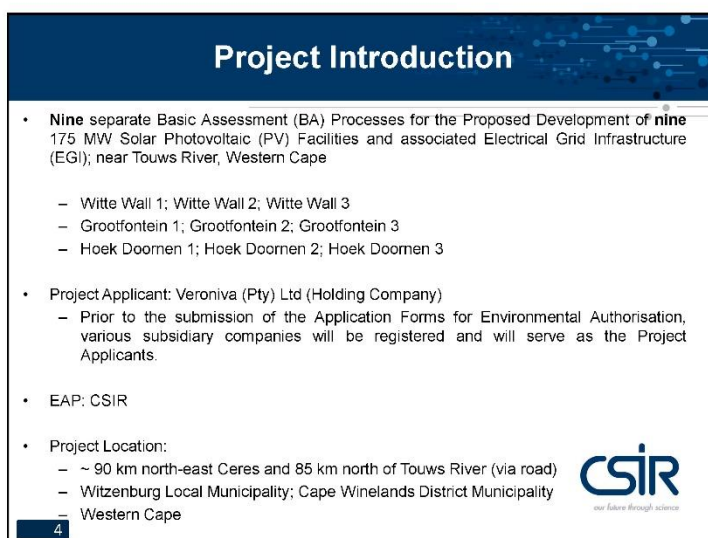 Project Introduction
• Nine separate Basic Assessment (BA) Processes for the Proposed Development of nine
175 MW Solar Photovoltaic (PV) Facilities and associated Electrical Grid Infrastructure
(EGI); near Touws River, Western Cape
– Witte Wall 1; Witte Wall 2; Witte Wall 3
– Grootfontein 1; Grootfontein 2; Grootfontein 3
– Hoek Doornen 1; Hoek Doornen 2; Hoek Doornen 3
• Project Applicant: Veroniva (Pty) Ltd (Holding Company)
– Prior to the submission of the Application Forms for Environmental Authorisation,
various subsidiary companies will be registered and will serve as the Project
Applicants.
• EAP: CSIR
• Project Location:
– ~ 90 km north-east Ceres and 85 km north of Touws River (via road)
– Witzenburg Local Municipality; Cape Winelands District Municipality
– Western Cape
CSIR
our future through science
4